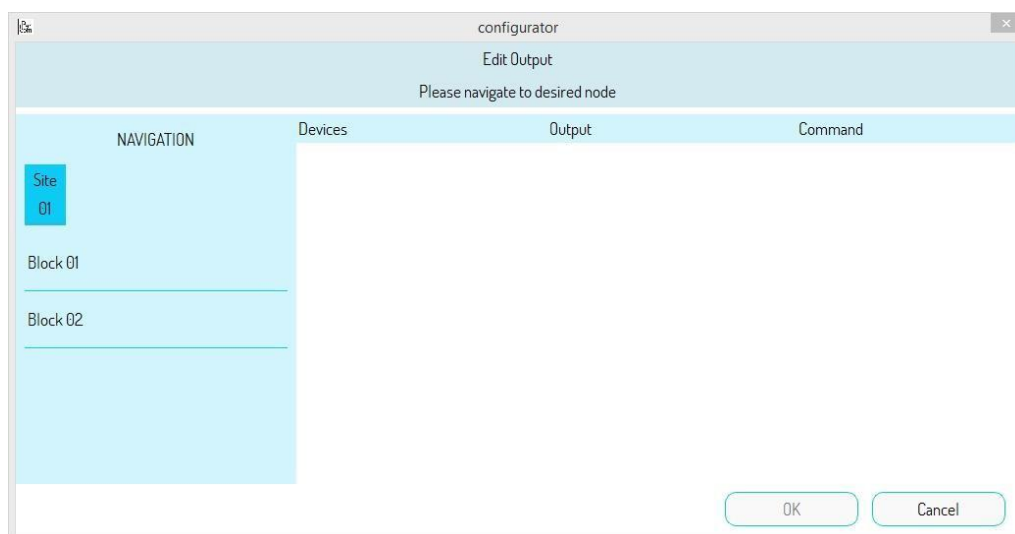 configurator
Edit Output
Please navigate to desired node
NAVIGATION
Devices Output Command
Site
01
Block 01
Block 02
OK Cancel